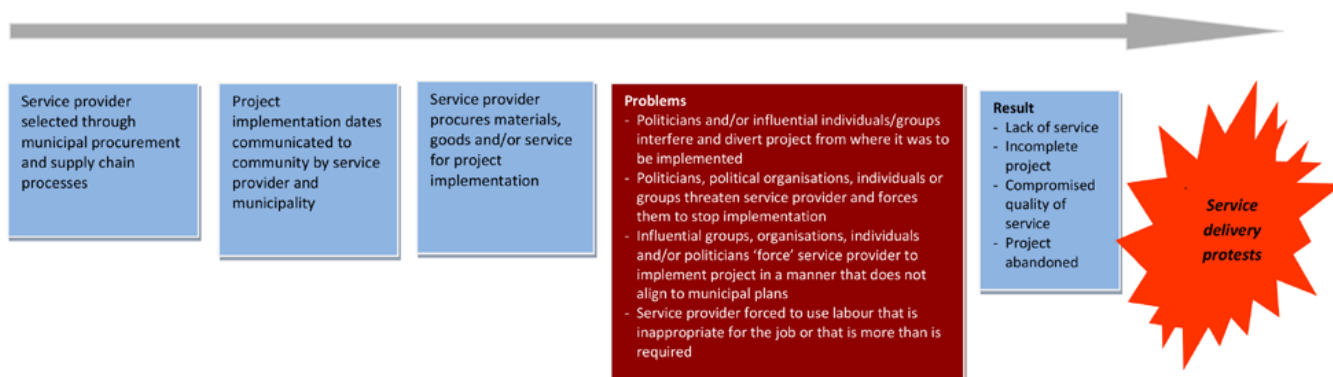 Service provider
selected through
municipal procurement
and supply chain
processes
Project
implementation dates
communicated to
community by service
provider and
municipality
Service provider
procures materials,
goods and/or service
for project
implementation
Problems
- Politicians and/or influential individuals/groups
interfere and divert project from where it was to
be implemented
- Politicians, political organisations, individuals or
groups threaten service provider and forces
them to stop implementation
- Influential groups, organisations, individuals
and/or politicians ‘force’ service provider to
implement project in a manner that does not
align to municipal plans
- Service provider forced to use labour that is
inappropriate for the job or that is more than is
required
Result
- Lack of service
- Incomplete
project
- Compromised
quality of
service
- Project
abandoned
Service
delivery
protests